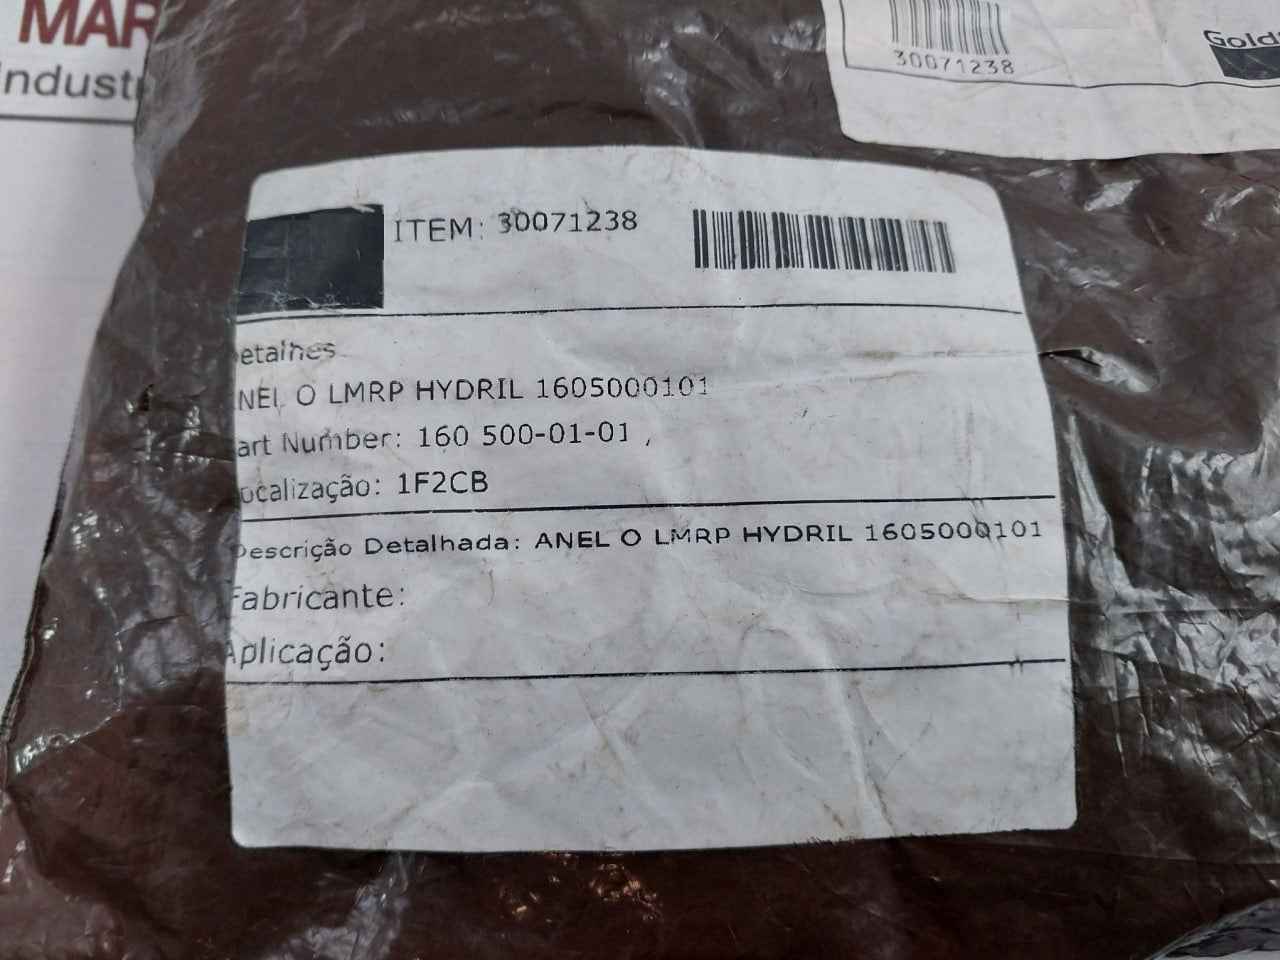 MAR
Industr
30071238
Gold
ITEM: 30071238
etalhes
NEL O LMRP HYDRIL 1605000101
art Number: 160 500-01-01 ,
ocalização: 1F2CB
Descrição Detalhada: ANEL O LMRP HYDRIL 1605000101
Fabricante:
Aplicação: